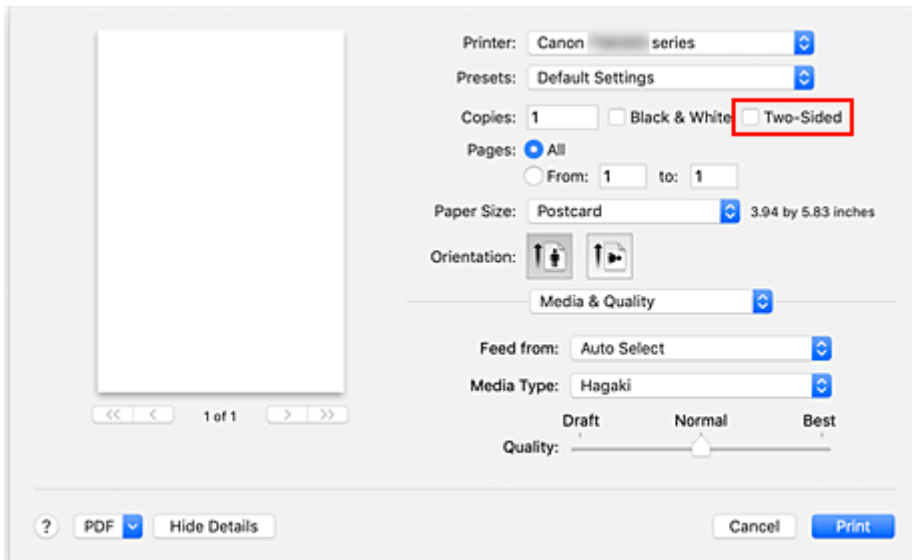 Printer: Canon series
Presets: Default Settings
Copies: 1 Black & White Two-Sided
Pages: All
From: 1 to: 1
Paper Size: Postcard 3.94 by 5.83 inches
Orientation:
Media & Quality
Feed from: Auto Select
Media Type: Hagaki
<< < 1 of 1 > >>
Draft Normal Best
Quality:
? PDF Hide Details Cancel Print